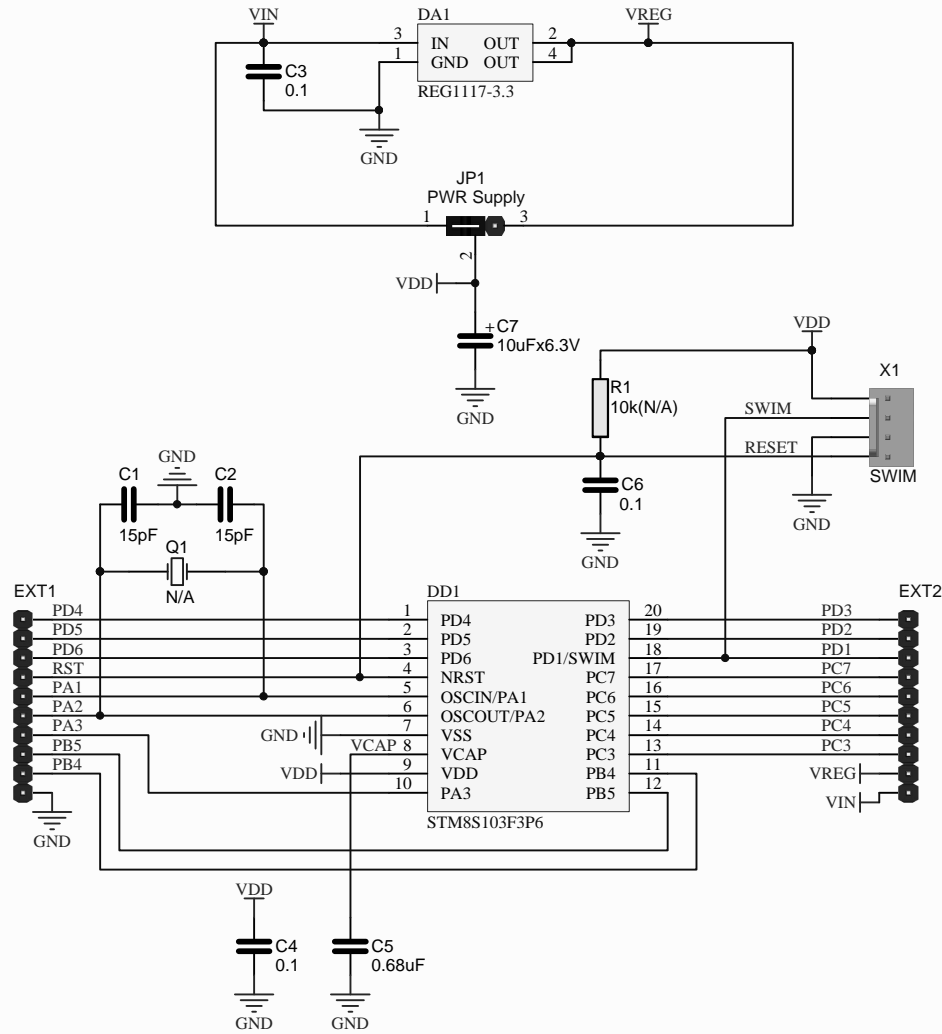 VIN
DA1
VREG
3 IN OUT 2
1 GND OUT 4
REG1117-3.3
C3
0.1
GND
JP1
PWR Supply
1 3
2
VDD
+C7
10uFx6.3V
GND
VDD
X1
R1
10k(N/A)
SWIM
RESET
SWIM
GND
C6
0.1
GND
GND
C1 C2
15pF 15pF
Q1
N/A
EXT1 DD1 EXT2
PD4 1 PD4 PD3 20 PD3
PD5 2 PD5 PD2 19 PD2
PD6 3 PD6 PD1/SWIM 18 PD1
RST 4 NRST PC7 17 PC7
PA1 5 OSCIN/PA1 PC6 16 PC6
PA2 6 OSCOUT/PA2 PC5 15 PC5
PA3 GND 7 VSS PC4 14 PC4
PB5 VCAP 8 VCAP PC3 13 PC3
PB4 VDD 9 VDD PB4 11 VREG
10 PA3 PB5 12 VIN
GND
STM8S103F3P6
VDD
C4
0.1
GND
C5
0.68uF
GND